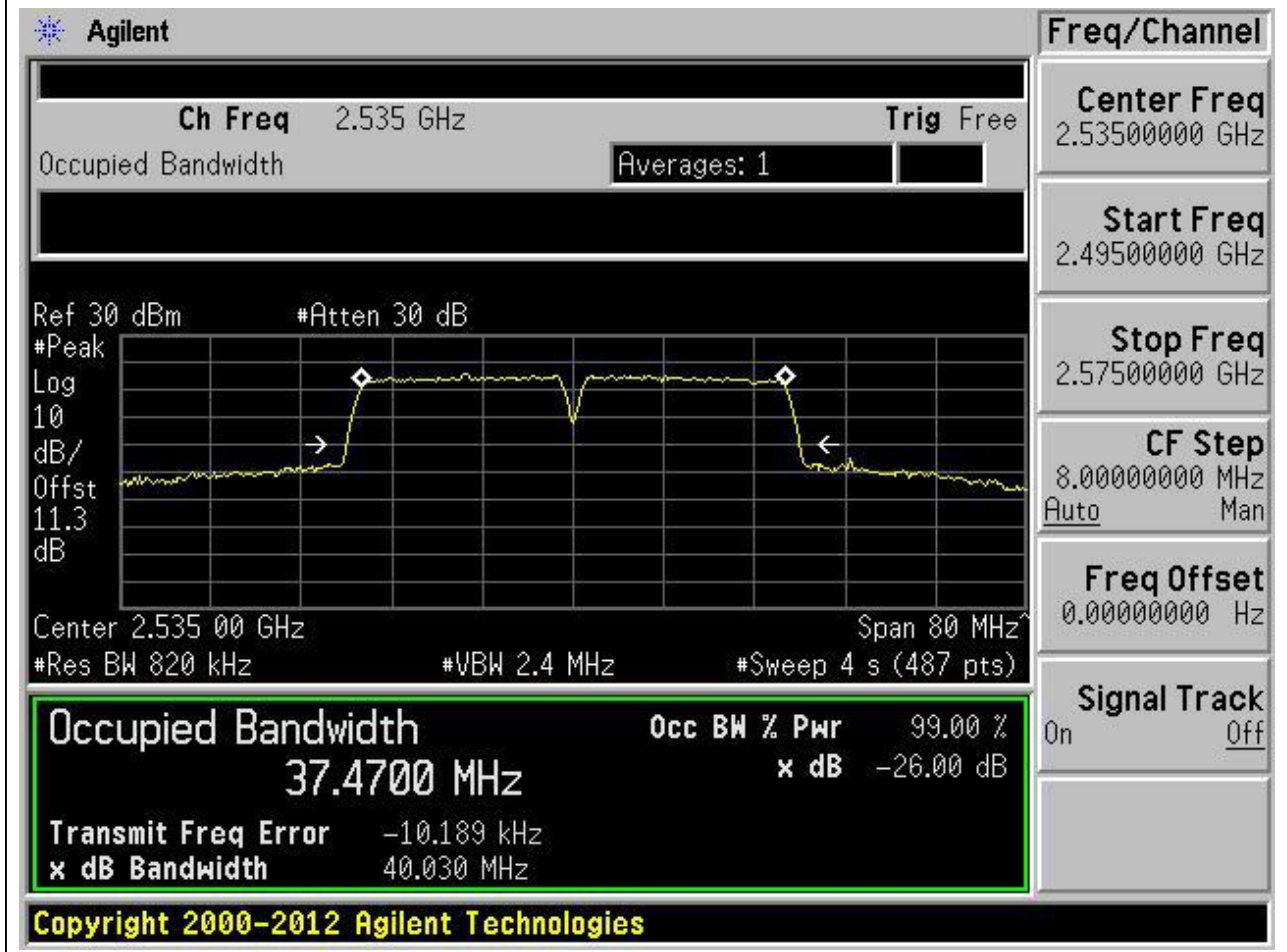 Agilent
Freq/Channel
Ch Freq 2.535 GHz Trig Free
Occupied Bandwidth Averages: 1
Ref 30 dBm #Atten 30 dB
#Peak
Log
10
dB/
Offst
11.3
dB
Center 2.535 00 GHz Span 80 MHz^
#Res BW 820 kHz #VBW 2.4 MHz #Sweep 4 s (487 pts)
Occupied Bandwidth Occ BW % Pwr 99.00 %
37.4700 MHz x dB -26.00 dB
Transmit Freq Error -10.189 kHz
x dB Bandwidth 40.030 MHz
Center Freq
2.53500000 GHz
Start Freq
2.49500000 GHz
Stop Freq
2.57500000 GHz
CF Step
8.00000000 MHz
Auto Man
Freq Offset
0.00000000 Hz
Signal Track
On Off
Copyright 2000-2012 Agilent Technologies